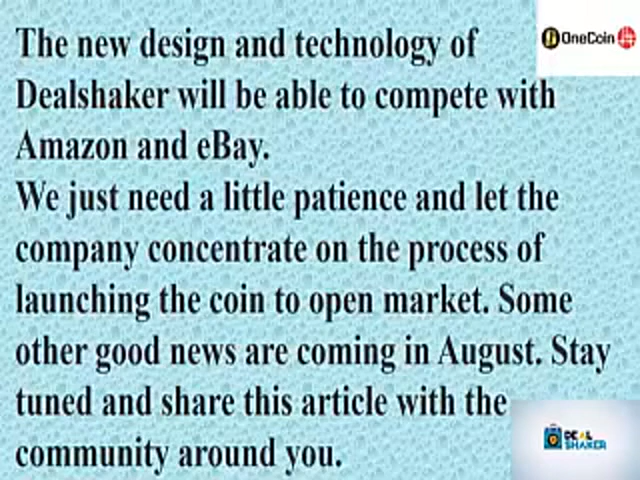 The new design and technology of
OneCoin
Dealshaker will be able to compete with
Amazon and eBay.
We just need a little patience and let the
company concentrate on the process of
launching the coin to open market. Some
other good news are coming in August. Stay
tuned and share this article with the
community around you.
DEAL
SHAKER